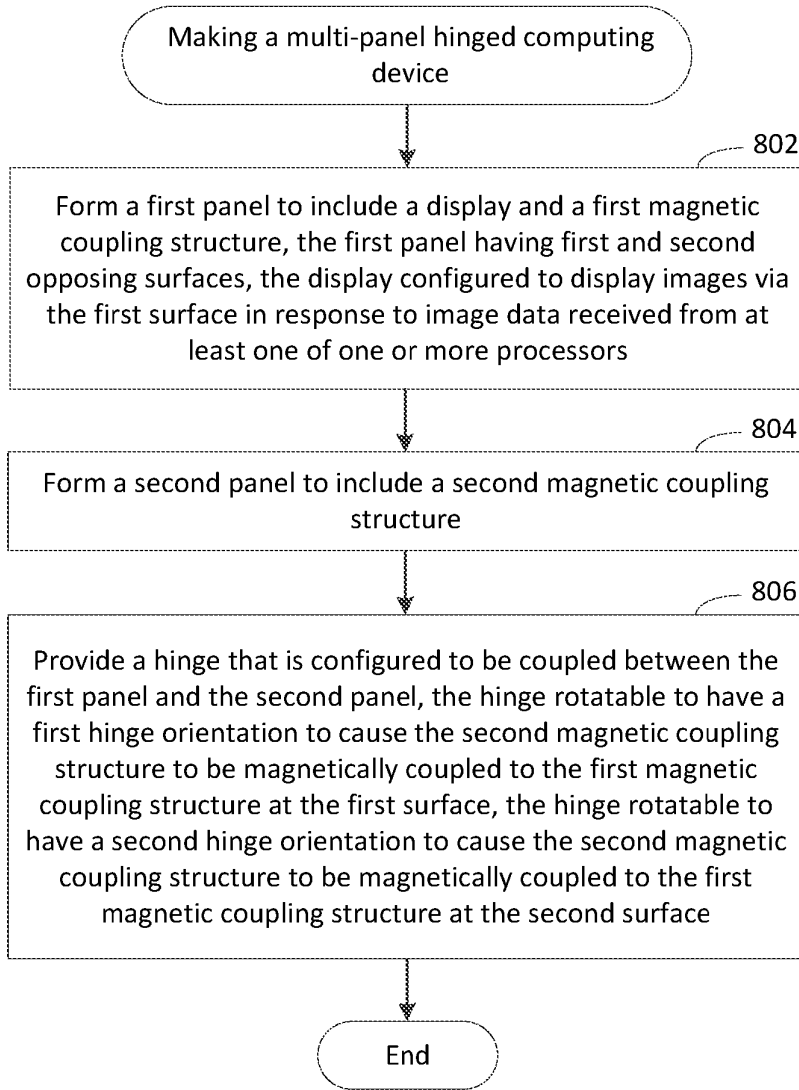 Making a multi-panel hinged computing
device
802
Form a first panel to include a display and a first magnetic
coupling structure, the first panel having first and second
opposing surfaces, the display configured to display images via
the first surface in response to image data received from at
least one of one or more processors
804
Form a second panel to include a second magnetic coupling
structure
806
Provide a hinge that is configured to be coupled between the
first panel and the second panel, the hinge rotatable to have a
first hinge orientation to cause the second magnetic coupling
structure to be magnetically coupled to the first magnetic
coupling structure at the first surface, the hinge rotatable to
have a second hinge orientation to cause the second magnetic
coupling structure to be magnetically coupled to the first
magnetic coupling structure at the second surface
End